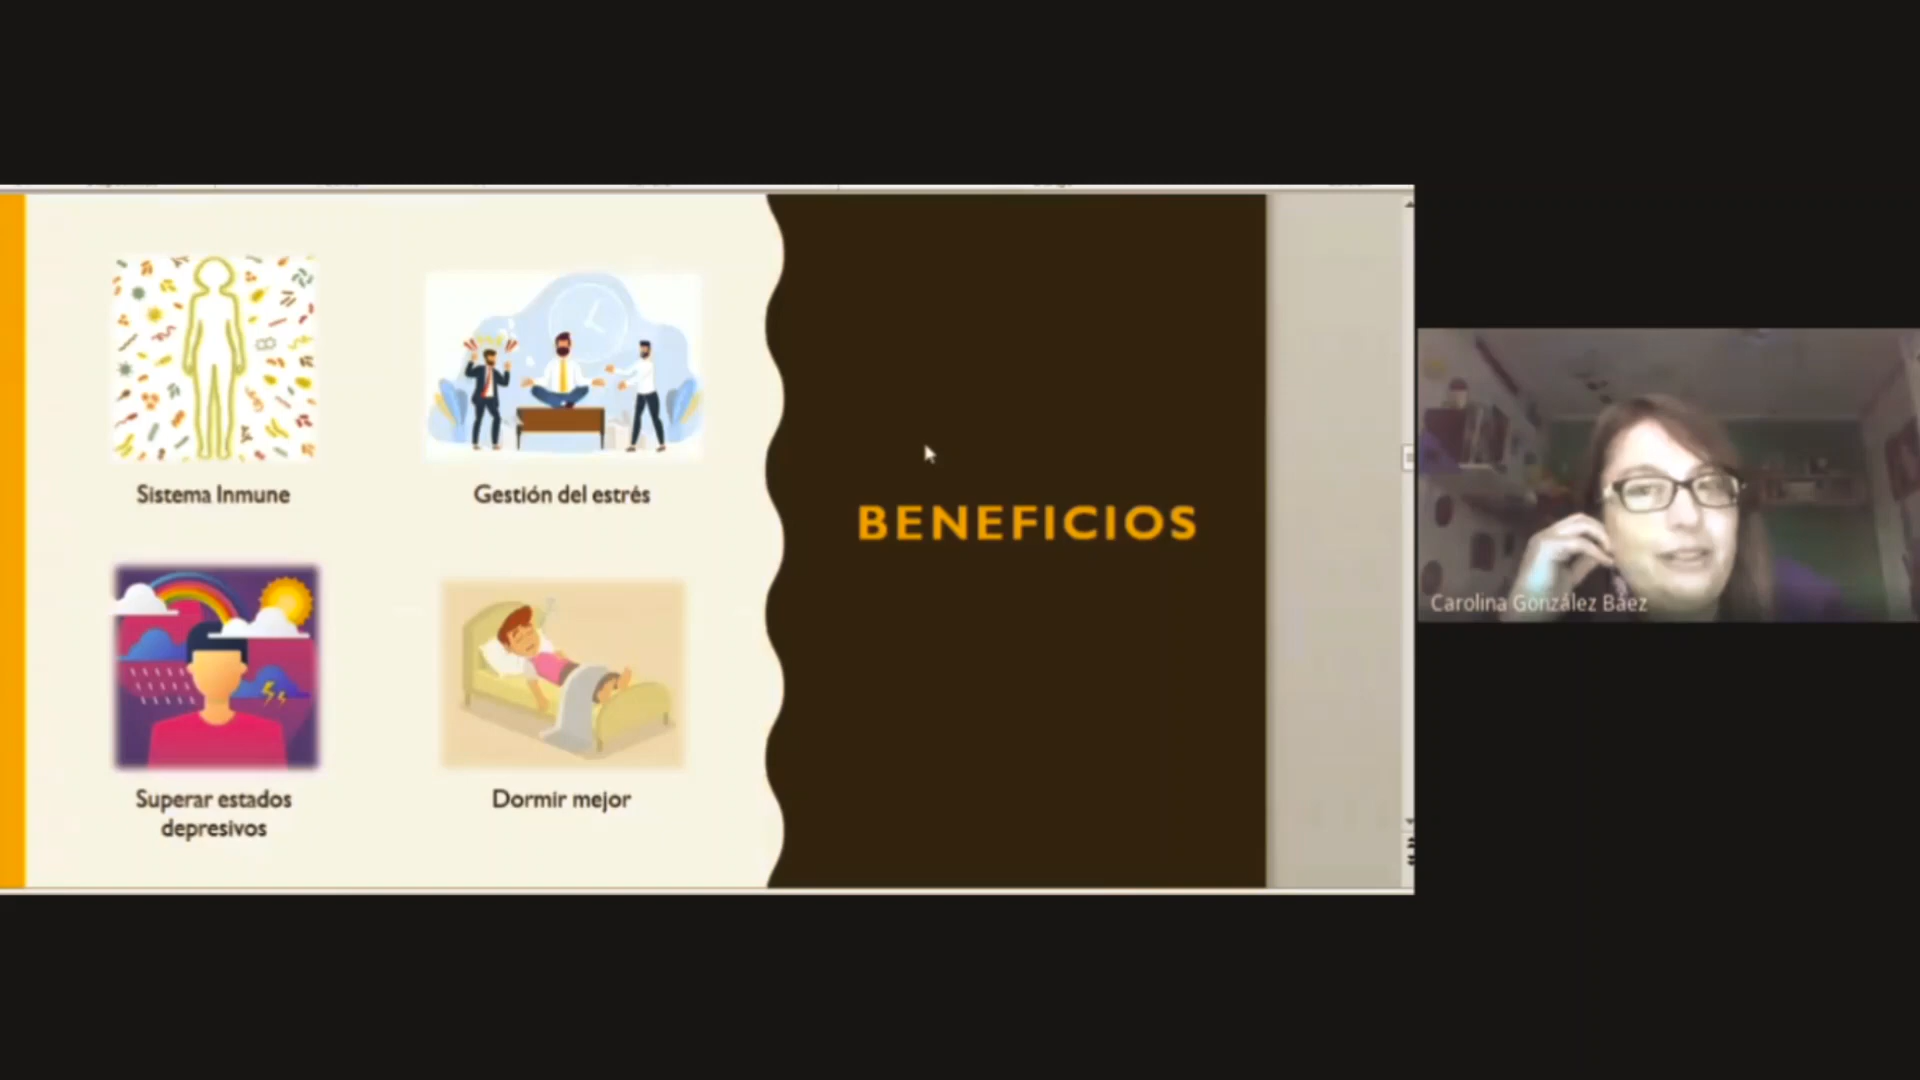 Sistema Inmune
Gestión del estrés
Superar estados
depresivos
Dormir mejor
BENEFICIOS
Carolina González Báez